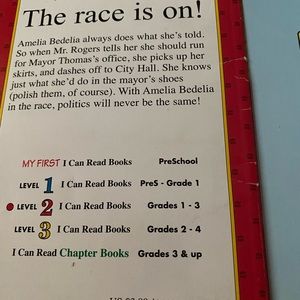 The race is on!
Amelia Bedelia always does what she's told.
So when Mr. Rogers tells her she should run
for Mayor Thomas's office, she picks up her
skirts, and dashes off to City Hall. She knows
just what she'd do in the mayor's shoes
(polish them, of course). With Amelia Bedelia
in the race, politics will never be the same!
MY FIRST I Can Read Books PreSchool
LEVEL 1 I Can Read Books PreS - Grade 1
LEVEL 2 I Can Read Books Grades 1 - 3
LEVEL 3 I Can Read Books Grades 2 - 4
I Can Read Chapter Books Grades 3 & up